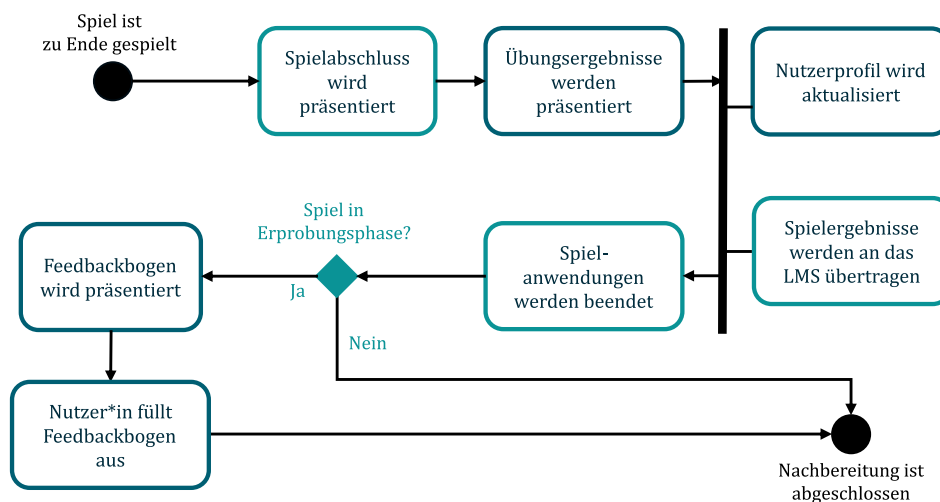 Spiel ist
zu Ende gespielt
Spielabschluss
wird
präsentiert
Übungsergebnisse
werden
präsentiert
Nutzerprofil wird
aktualisiert
Spielergebnisse
werden an das
LMS übertragen
Spiel-
anwendungen
werden beendet
Spiel in
Erprobungsphase?
Ja
Nein
Feedbackbogen
wird präsentiert
Nutzer*in füllt
Feedbackbogen
aus
Nachbereitung ist
abgeschlossen